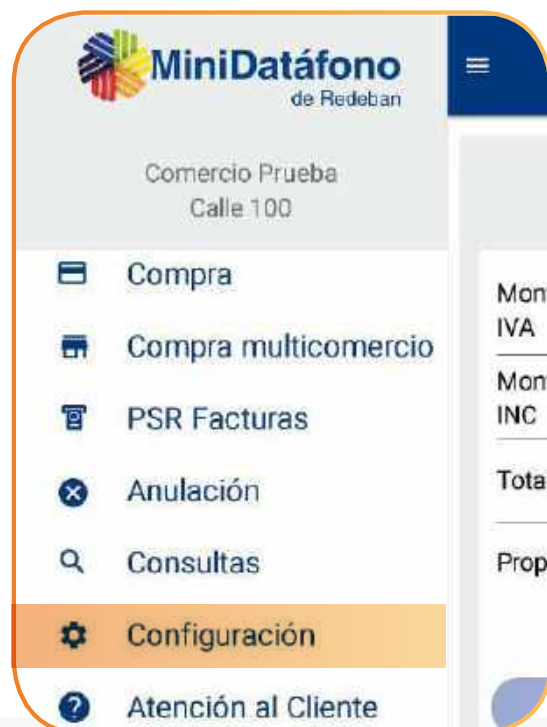 MiniDatáfono
de Redeban
Comercio Prueba
Calle 100
Compra
Compra multicomercio
PSR Facturas
Anulación
Consultas
Configuración
Atención al Cliente
IVA
INC